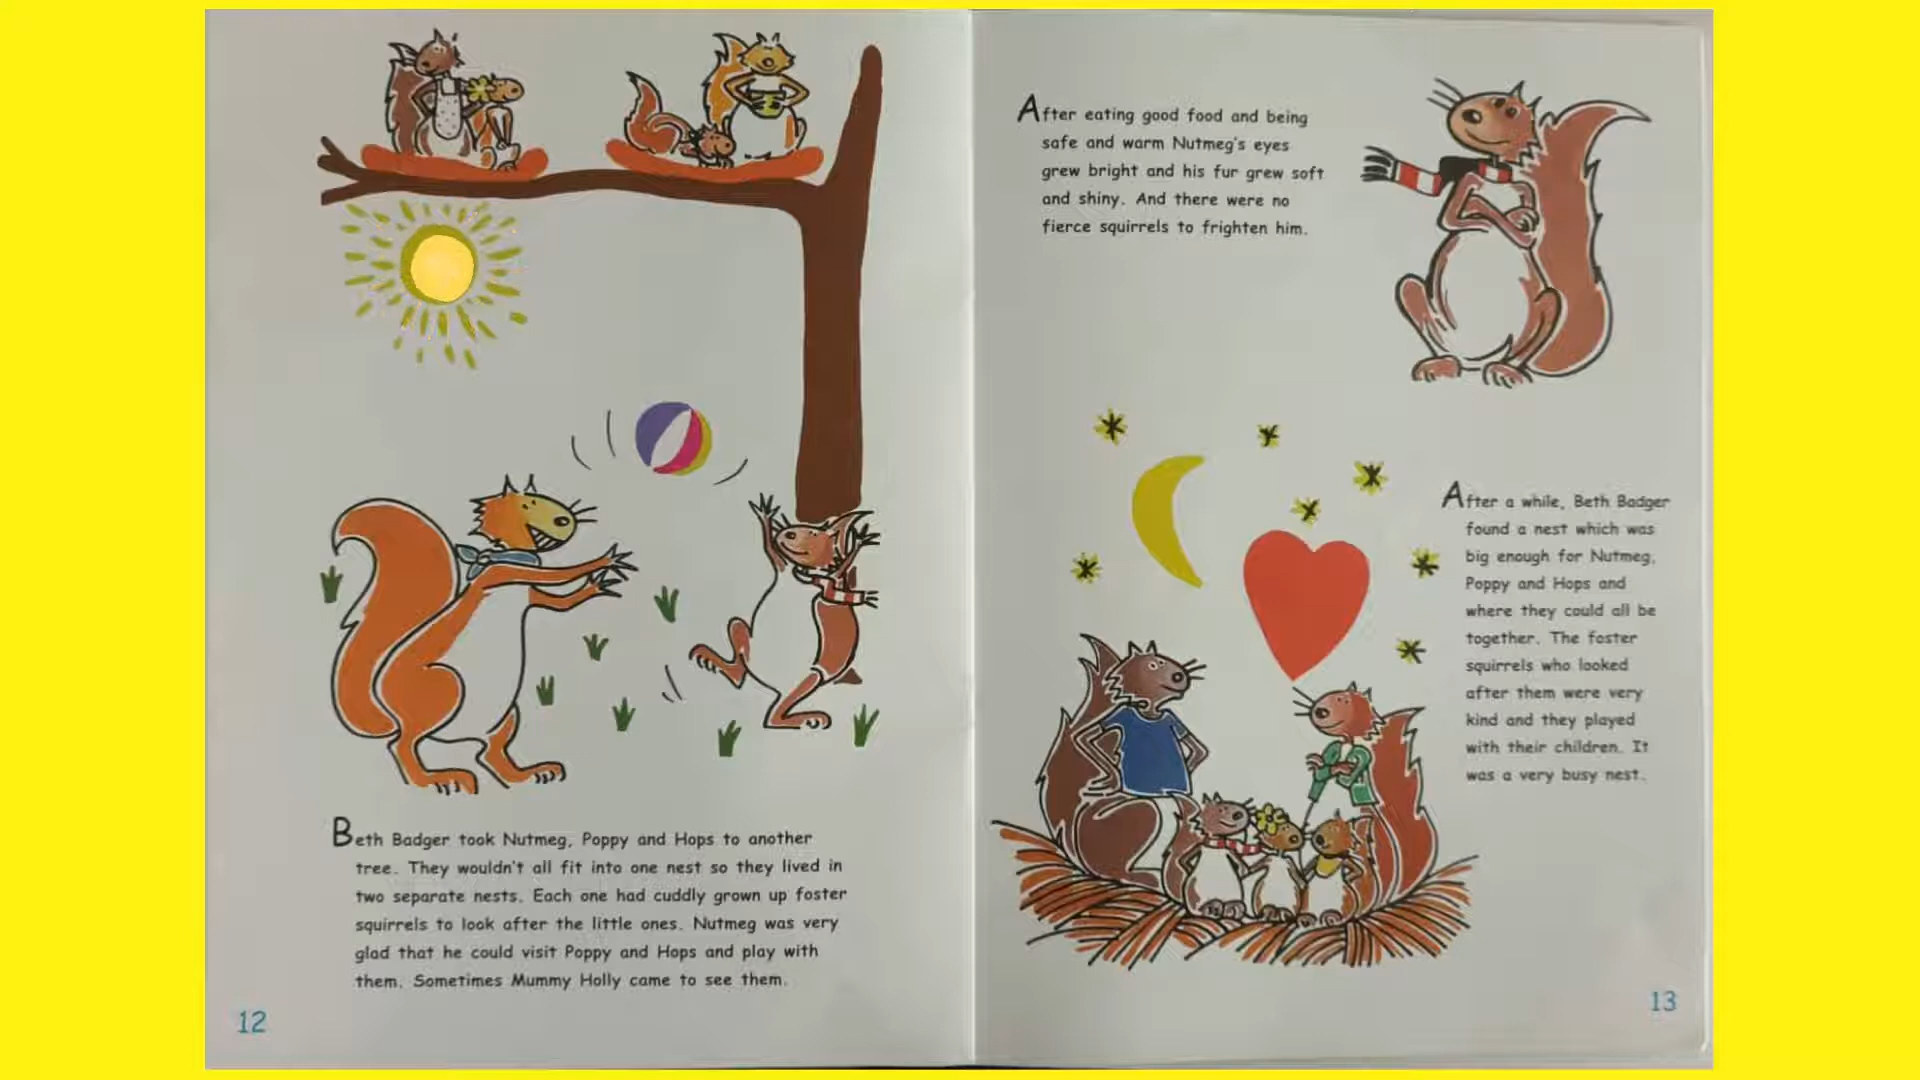 Beth Badger took Nutmeg, Poppy and Hops to another
tree. They wouldn't all fit into one nest so they lived in
two separate nests. Each one had cuddly grown up foster
squirrels to look after the little ones. Nutmeg was very
glad that he could visit Poppy and Hops and play with
them. Sometimes Mummy Holly came to see them.
12
After eating good food and being
safe and warm Nutmeg's eyes
grew bright and his fur grew soft
and shiny. And there were no
fierce squirrels to frighten him.
After a while, Beth Badger
found a nest which was
big enough for Nutmeg,
Poppy and Hops and
where they could all be
together. The foster
squirrels who looked
after them were very
kind and they played
with their children. It
was a very busy nest.
13